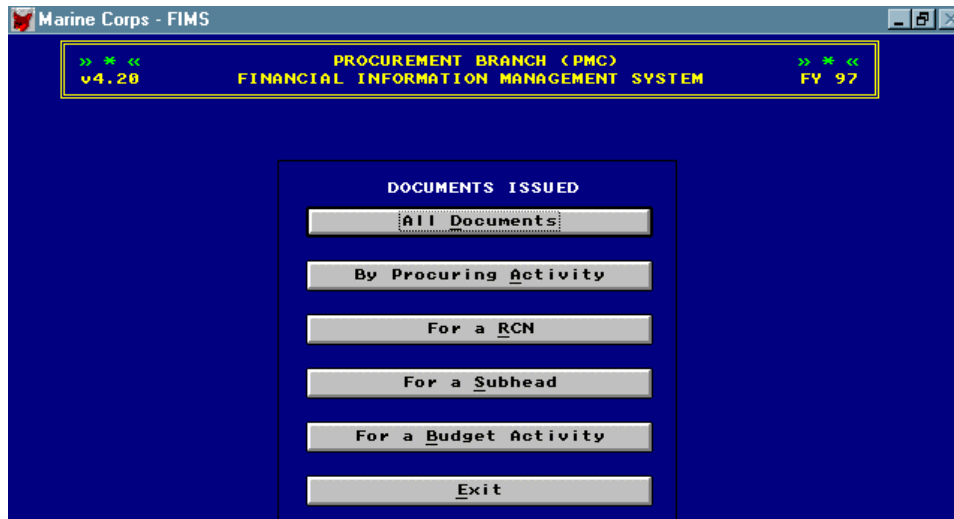 Marine Corps - FIMS
» * « PROCUREMENT BRANCH (PMC) » * «
v4.20 FINANCIAL INFORMATION MANAGEMENT SYSTEM FY 97
DOCUMENTS ISSUED
All Documents
By Procuring Activity
For a RCN
For a Subhead
For a Budget Activity
Exit